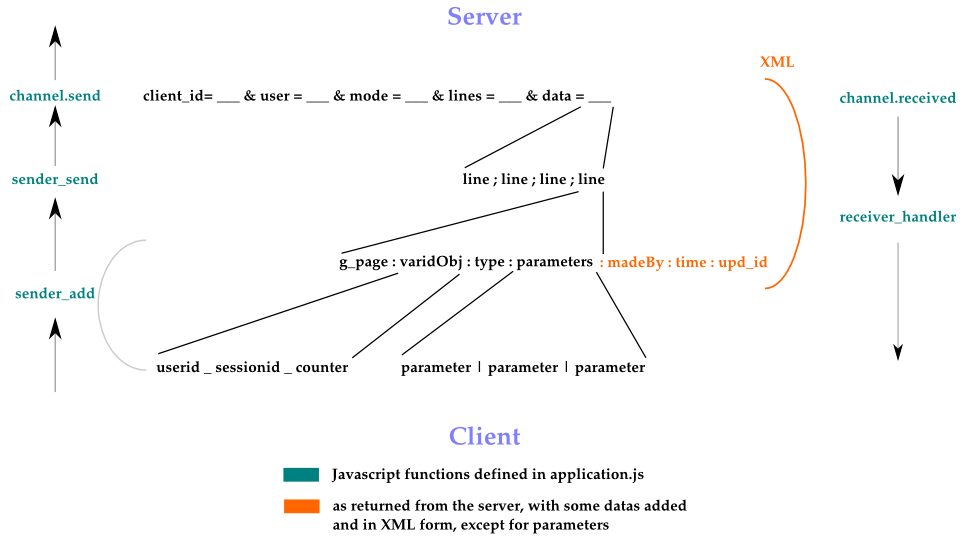 Server
XML
channel.send
client_id= ___ & user = ___ & mode = ___ & lines = ___ & data = ___
channel.received
sender_send
line ; line ; line ; line
receiver_handler
g_page : varidObj : type : parameters : madeBy : time : upd_id
sender_add
userid _ sessionid _ counter
parameter | parameter | parameter
Client
Javascript functions defined in application.js
as returned from the server, with some datas added
and in XML form, except for parameters